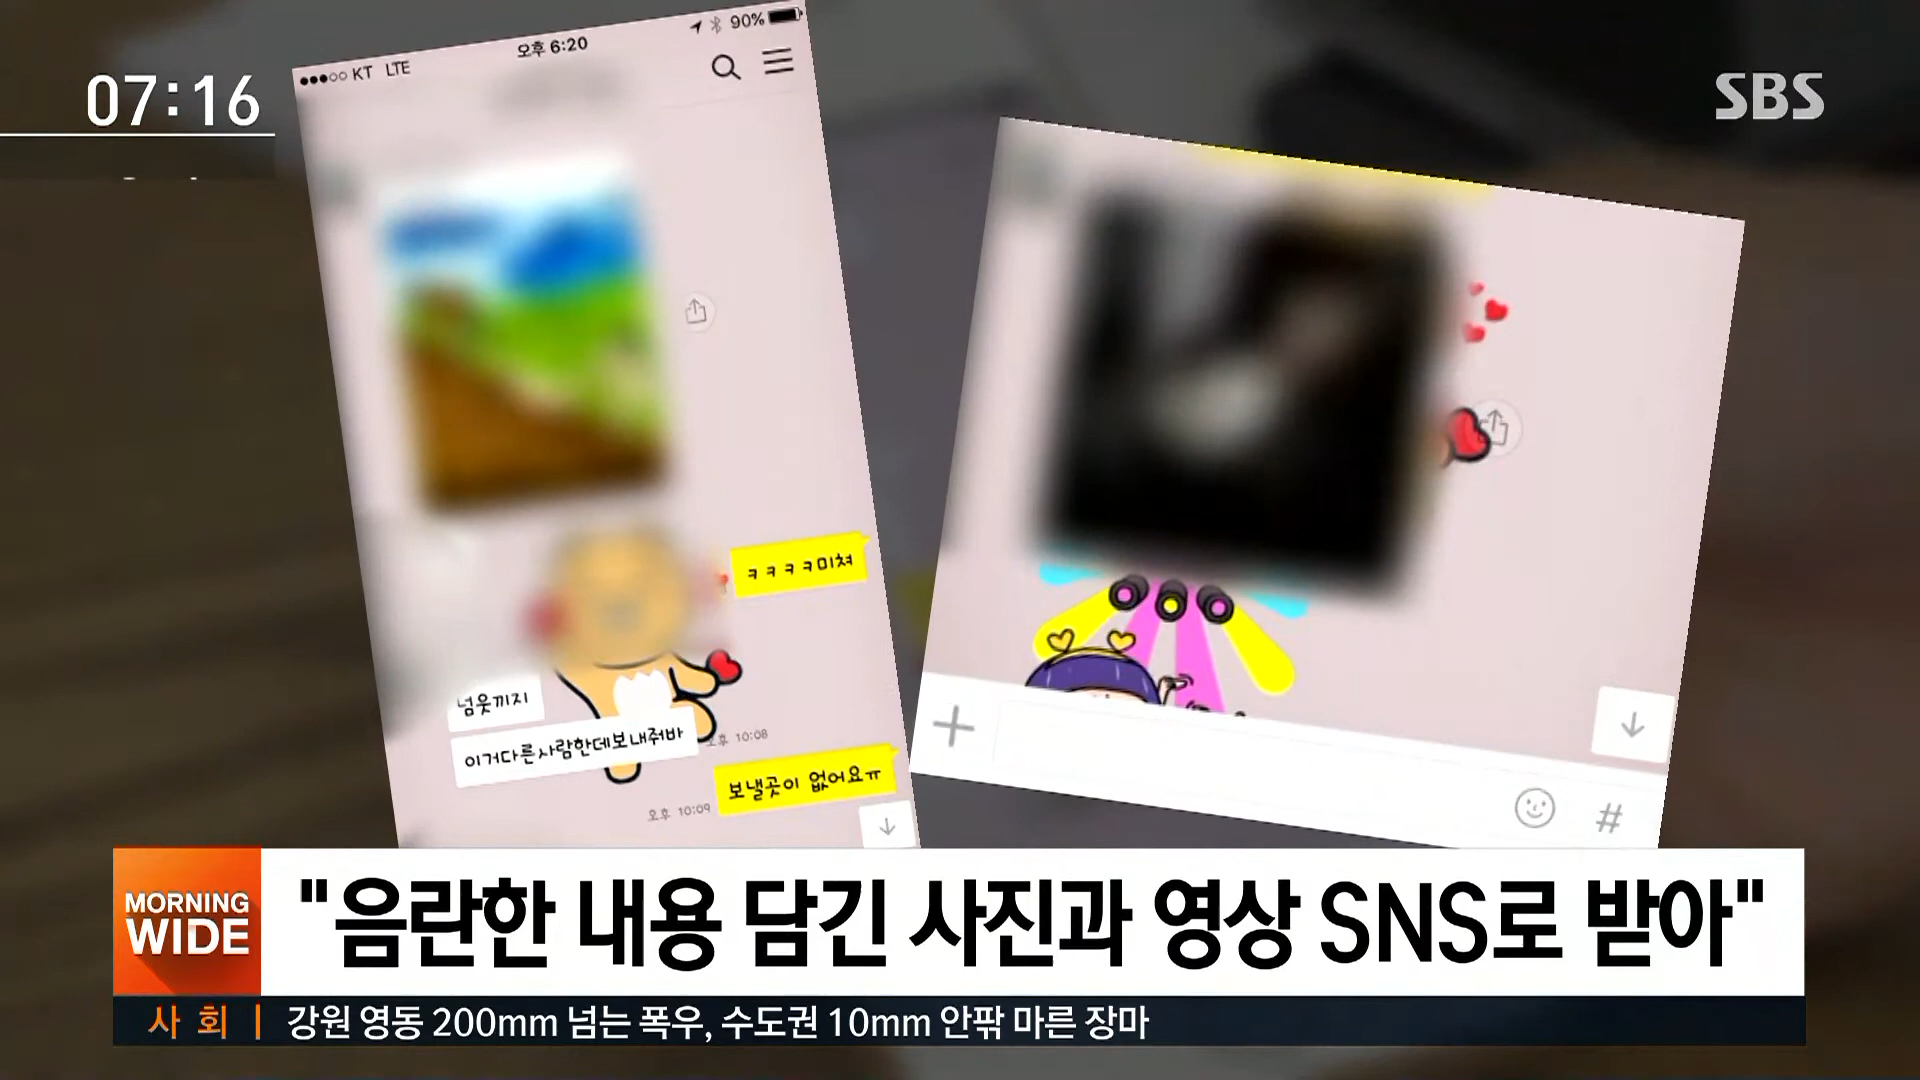 07:16
SBS
KT LTE
오후 6:20
90%
ㅋㅋㅋㅋ미쳐
넘웃끼지
이거다른사람한데보내줘바
오후 10:08
보낼곳이 없어요ㅠ
오후 10:09
#
MORNING
WIDE
"음란한 내용 담긴 사진과 영상 SNS로 받아"
사회 | 강원 영동 200mm 넘는 폭우, 수도권 10mm 안팎 마른 장마